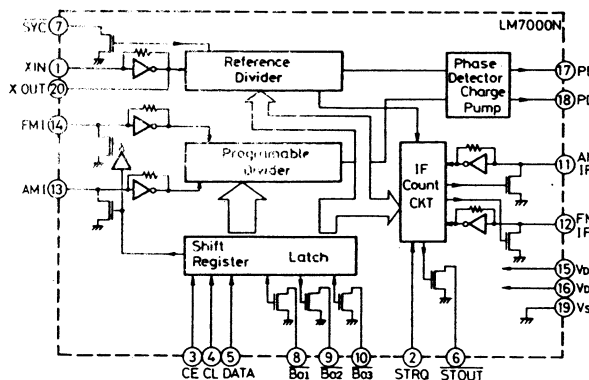 LM7000N
SYC 7
X IN 1
X OUT 20
FMI 14
AMI 13
Reference
Divider
Programmable
Divider
Shift
Register
Latch
Phase
Detector
Charge
Pump
IF
Count
CKT
17
18
11
12
15
16
19
3 4 5 8 9 10 2 6
CE CL DATA BO1 BO2 BO3 STRQ STOUT